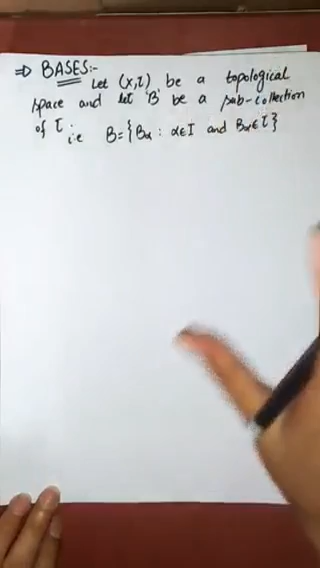 ⇒ BASES:-
Let (X,τ) be a topological
space and let 'B' be a sub-collection
of τ. i.e B={Bα : α∈I and Bα∈τ}